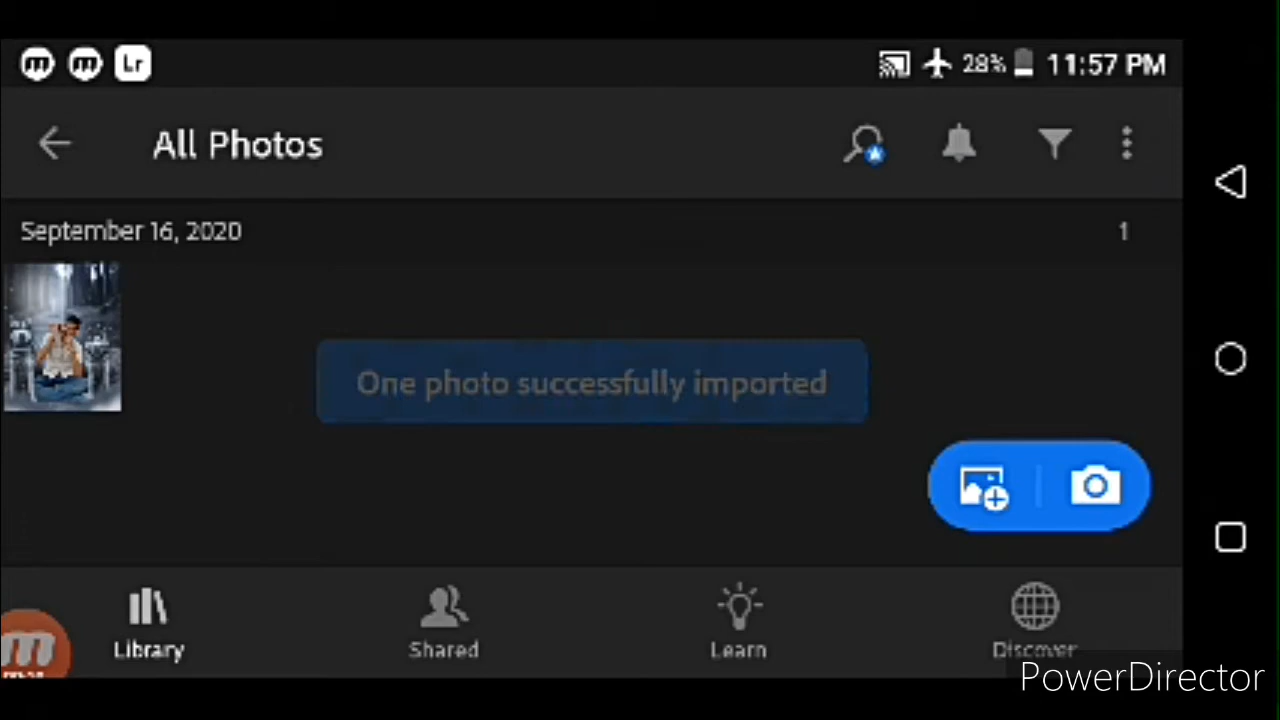 m m Lr 28% 11:57 PM
All Photos
September 16, 2020 1
One photo successfully imported
Library Shared Learn Discover
m
PowerDirector